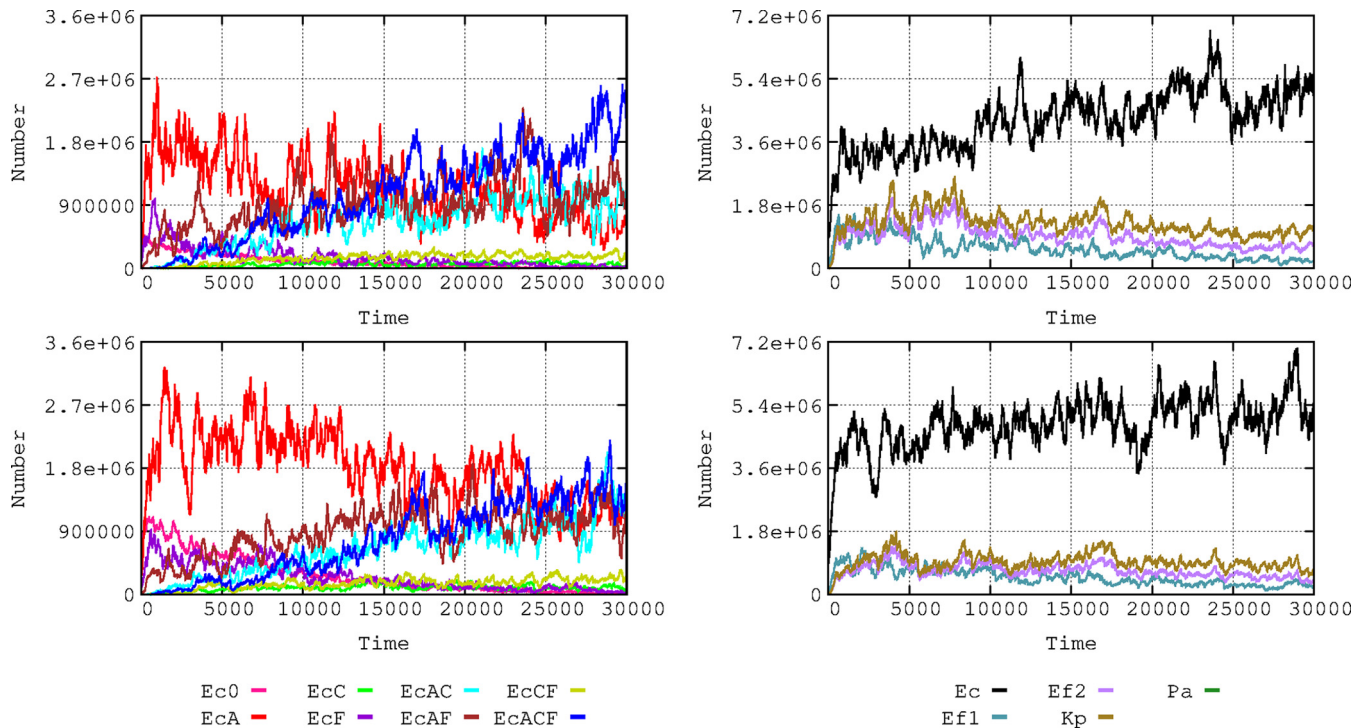 3.6e+06 7.2e+06
2.7e+06 5.4e+06
Number 1.8e+06 Number 3.6e+06
900000 1.8e+06
0 0
0 5000 10000 15000 20000 25000 30000 0 5000 10000 15000 20000 25000 30000
Time Time
3.6e+06 7.2e+06
2.7e+06 5.4e+06
Number 1.8e+06 Number 3.6e+06
900000 1.8e+06
0 0
0 5000 10000 15000 20000 25000 30000 0 5000 10000 15000 20000 25000 30000
Time Time
Ec0 EcC EcAC EcCF Ec Ef2 Pa
EcA EcF EcAF EcACF Ef1 Kp